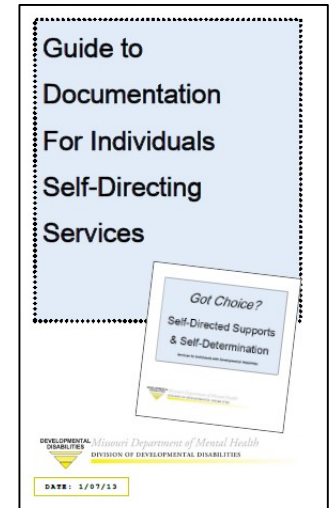 Guide to
Documentation
For Individuals
Self-Directing
Services
Got Choice?
Self-Directed Supports
& Self-Determination
DEVELOPMENTAL
DISABILITIES
Missouri Department of Mental Health
DIVISION OF DEVELOPMENTAL DISABILITIES
DATE: 1/07/13